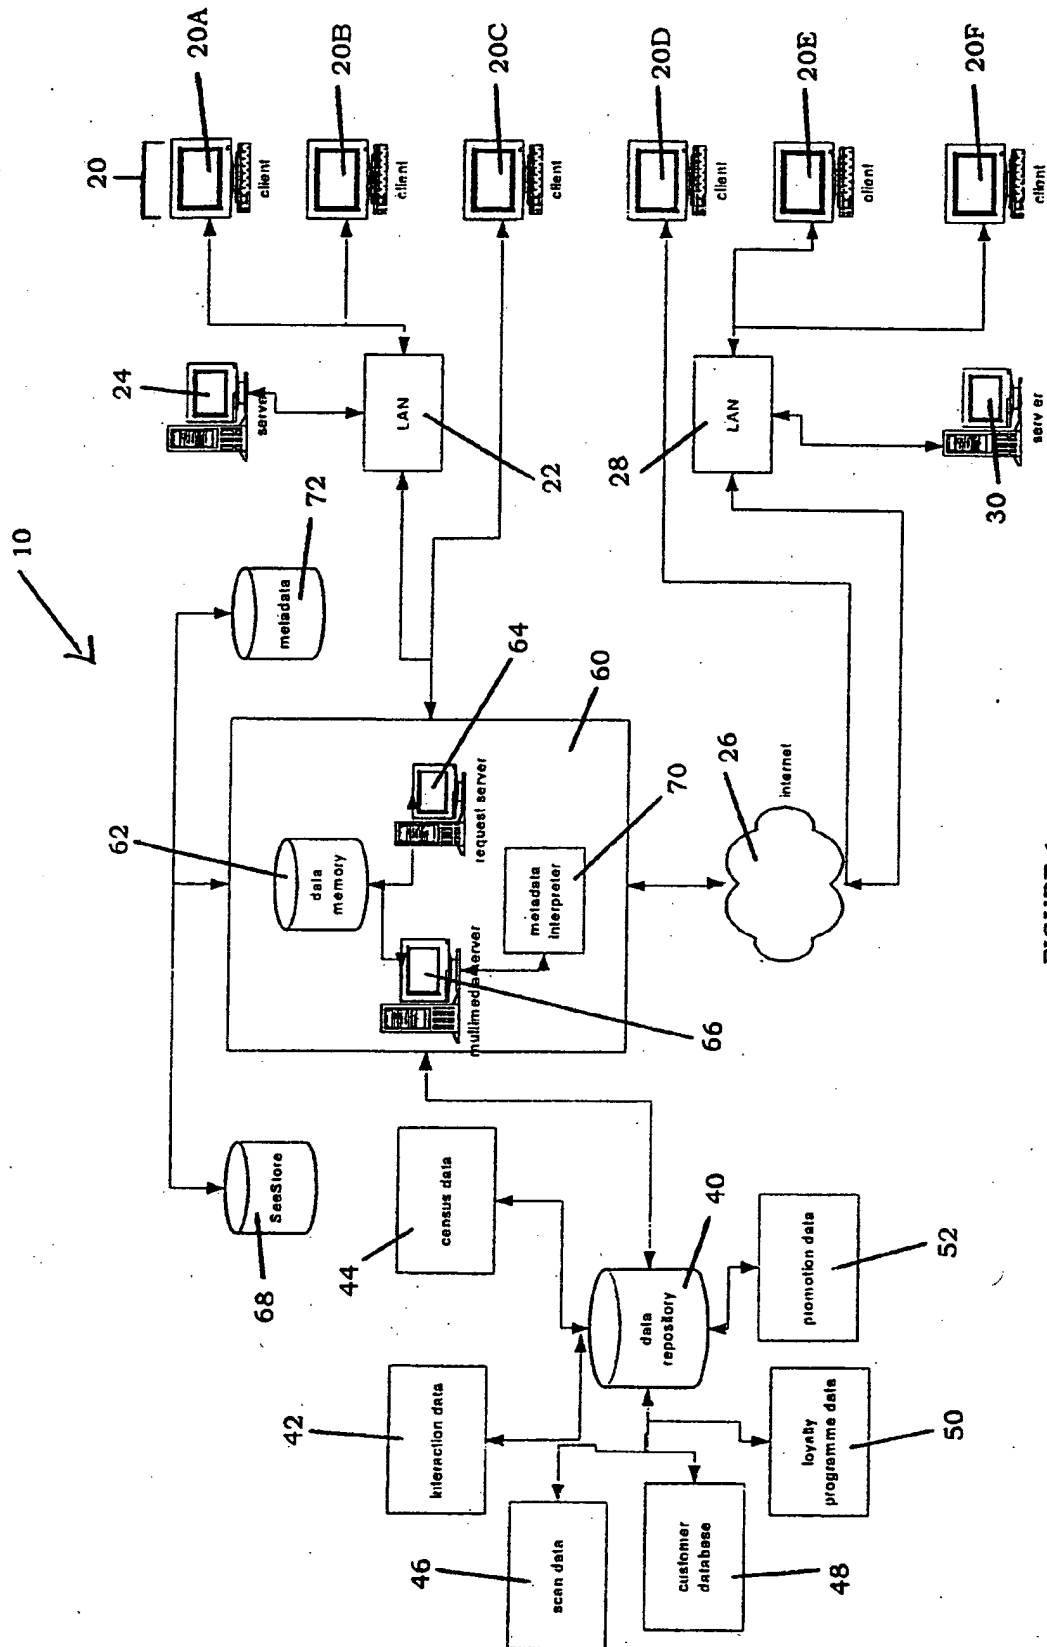 10
20
20A
client
20B
client
20C
client
20D
client
20E
client
20F
client
24
server
LAN
22
28
LAN
30
server
72
metadata
62
data
memory
64
request server
60
66
multimedia server
70
metadata
interpreter
26
internet
68
SeeStore
44
census data
42
Interaction data
40
data
repository
52
promotion data
46
scan data
48
customer
database
50
loyalty
programme data